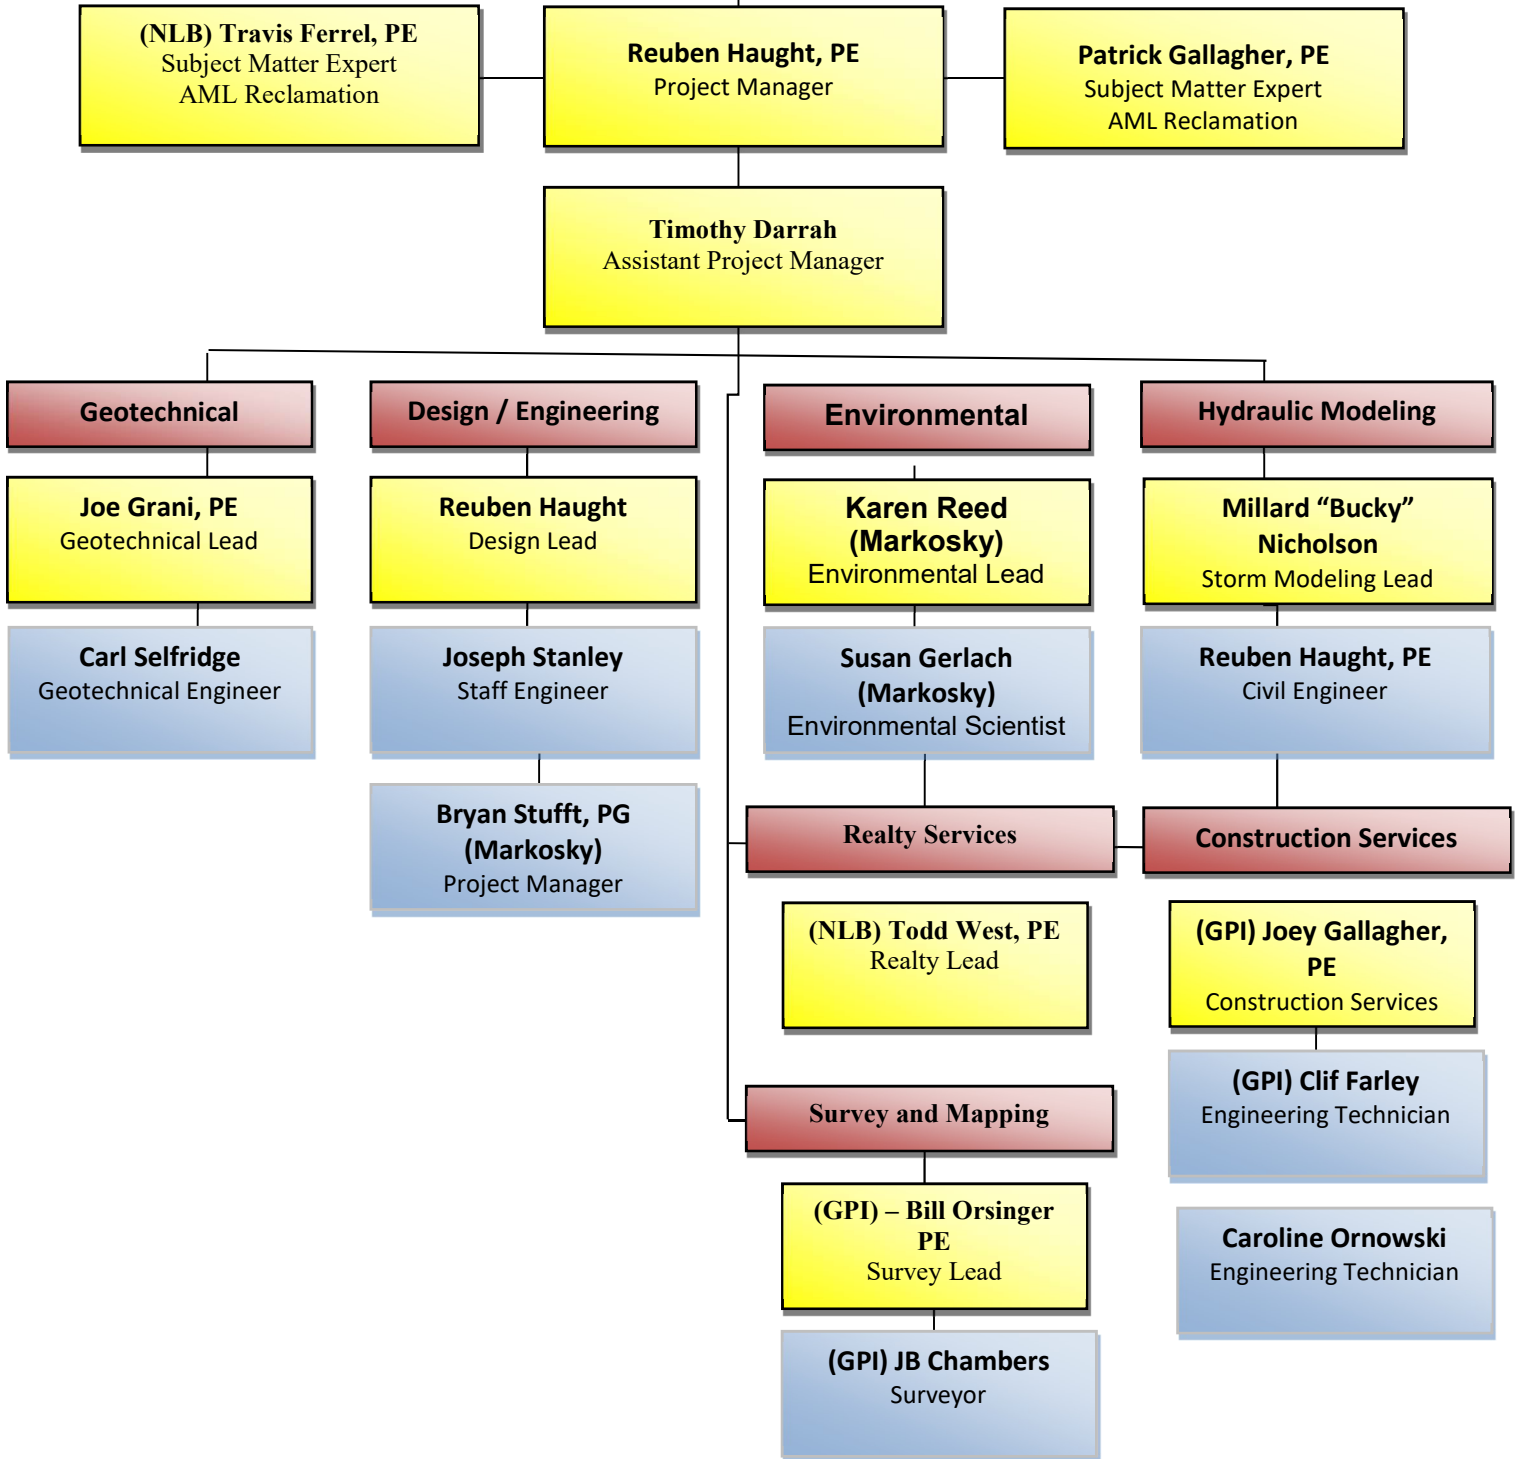 (NLB) Travis Ferrel, PE
Subject Matter Expert
AML Reclamation
Reuben Haught, PE
Project Manager
Patrick Gallagher, PE
Subject Matter Expert
AML Reclamation
Timothy Darrah
Assistant Project Manager
Geotechnical
Joe Grani, PE
Geotechnical Lead
Carl Selfridge
Geotechnical Engineer
Design / Engineering
Reuben Haught
Design Lead
Joseph Stanley
Staff Engineer
Bryan Stufft, PG
(Markosky)
Project Manager
Environmental
Karen Reed
(Markosky)
Environmental Lead
Susan Gerlach
(Markosky)
Environmental Scientist
Hydraulic Modeling
Millard “Bucky”
Nicholson
Storm Modeling Lead
Reuben Haught, PE
Civil Engineer
Realty Services
(NLB) Todd West, PE
Realty Lead
Construction Services
(GPI) Joey Gallagher,
PE
Construction Services
(GPI) Clif Farley
Engineering Technician
Caroline Ornowski
Engineering Technician
Survey and Mapping
(GPI) – Bill Orsinger
PE
Survey Lead
(GPI) JB Chambers
Surveyor